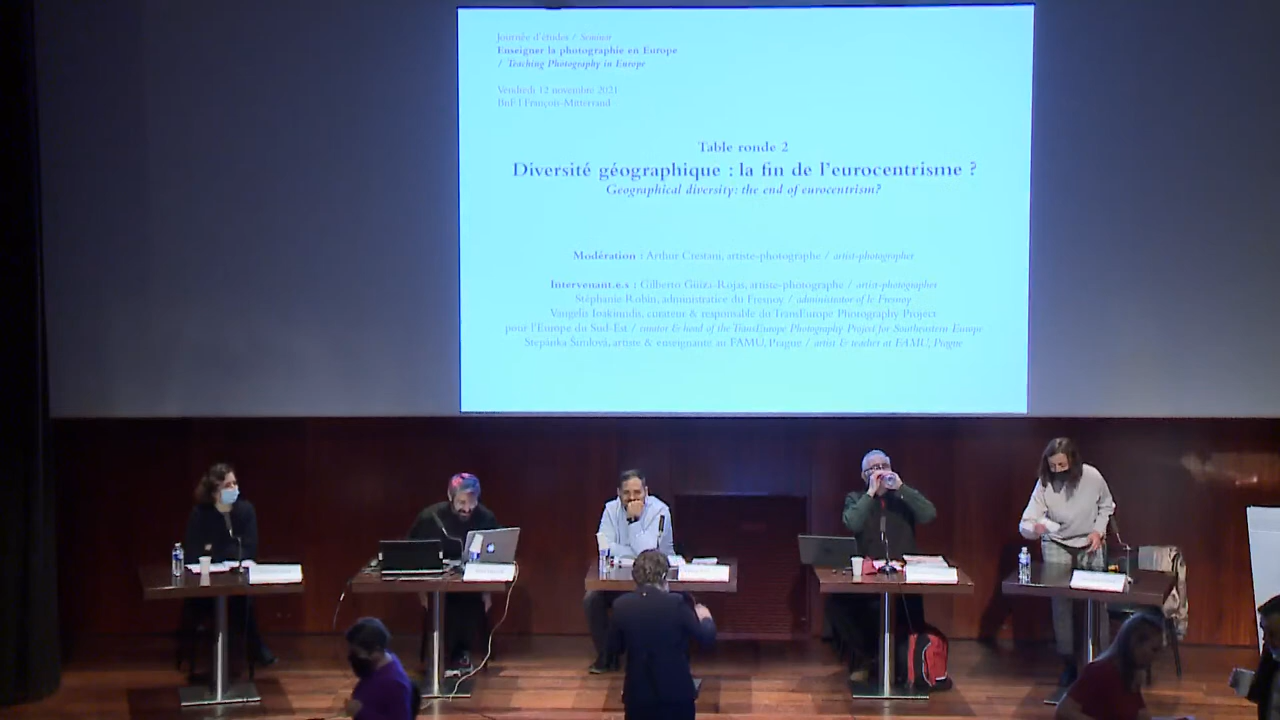 Journée d'études / Seminar
Enseigner la photographie en Europe
/ Teaching Photography in Europe
Vendredi 12 novembre 2021
BnF I François-Mitterrand
Table ronde 2
Diversité géographique : la fin de l'eurocentrisme ?
Geographical diversity: the end of eurocentrism?
Modération : Arthur Crestani, artiste-photographe / artist-photographer
Intervenant.e.s : Gilberto Güiza-Rojas, artiste-photographe / artist-photographer
Stéphanie Robin, administratrice du Fresnoy / administrator of le Fresnoy
Vangelis Ioakimidis, curateur & responsable du TransEurope Photography Project
pour l'Europe du Sud-Est / curator & head of the TransEurope Photography Project for Southeastern Europe
Štěpánka Šimlová, artiste & enseignante au FAMU, Prague / artist & teacher at FAMU, Prague